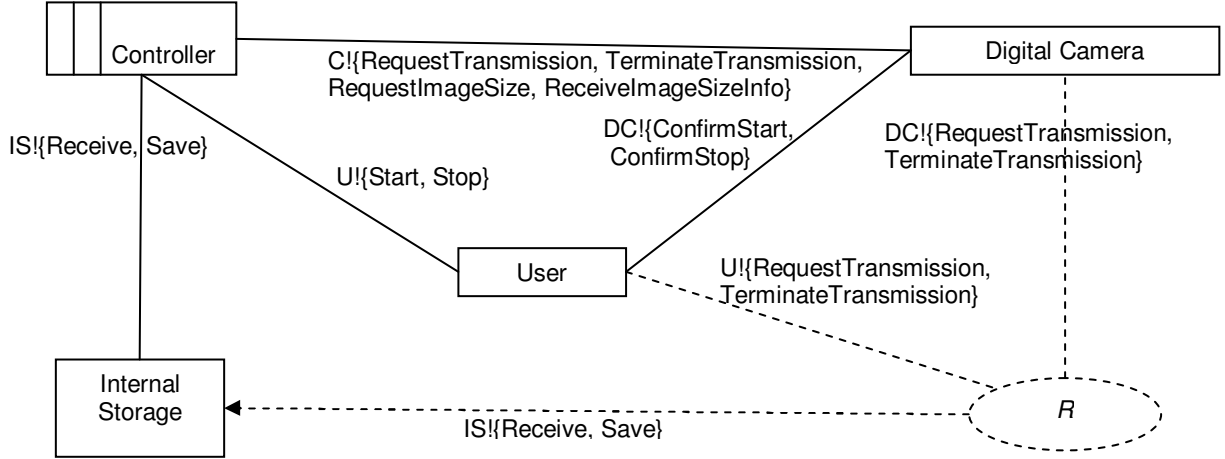 Controller
Digital Camera
C!{RequestTransmission, TerminateTransmission,
RequestImageSize, ReceiveImageSizeInfo}
DC!{ConfirmStart,
ConfirmStop}
DC!{RequestTransmission,
TerminateTransmission}
IS!{Receive, Save}
U!{Start, Stop}
User
U!{RequestTransmission,
TerminateTransmission}
Internal
Storage
R
IS!{Receive, Save}